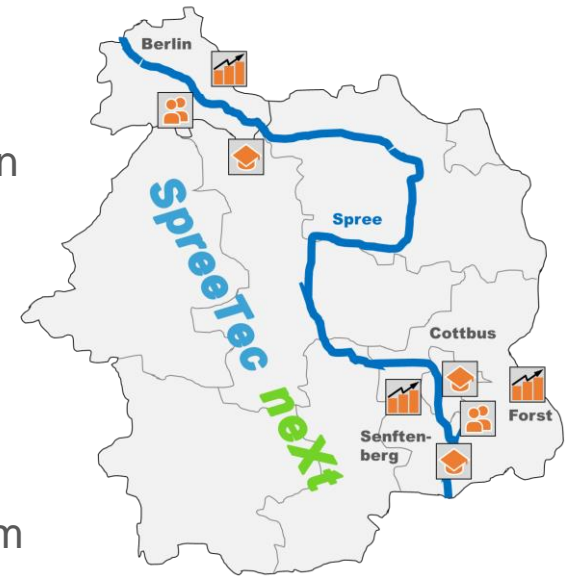 Berlin
n
Spree
SpreeTec neXt
Cottbus
Forst
Senften-
berg
m